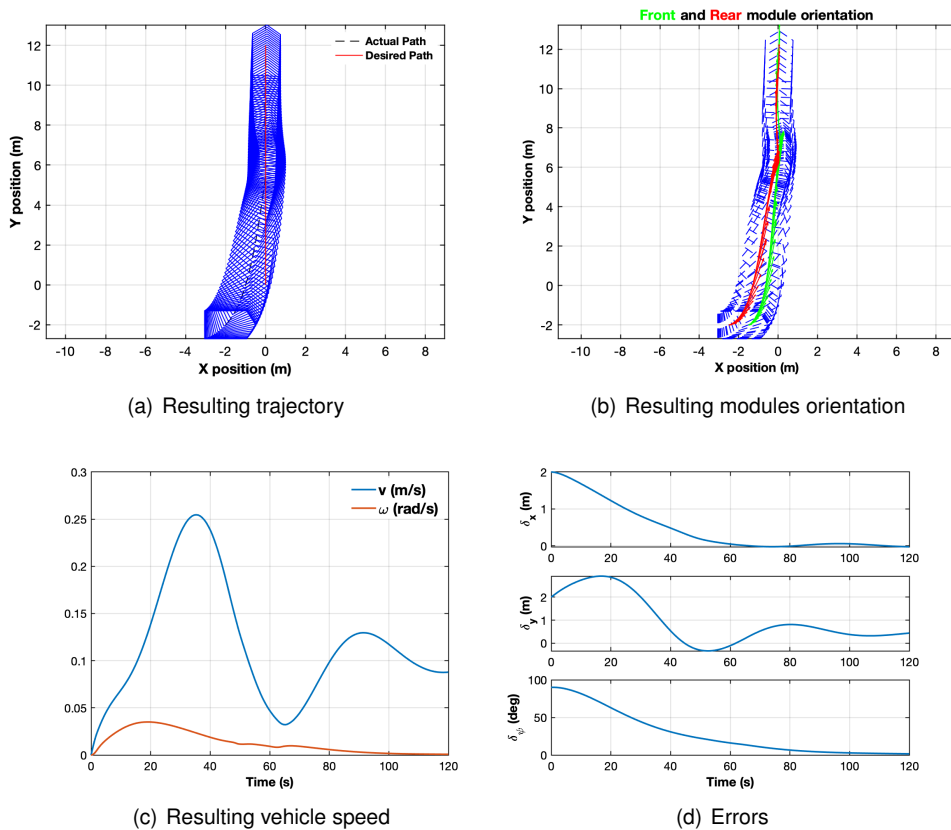 Actual Path
Desired Path
12
10
8
6
4
2
0
-2
-10 -8 -6 -4 -2 0 2 4 6 8
Y position (m)
X position (m)
(a) Resulting trajectory
Front and Rear module orientation
12
10
8
6
4
2
0
-2
-10 -8 -6 -4 -2 0 2 4 6 8
Y position (m)
X position (m)
(b) Resulting modules orientation
v (m/s)
ω (rad/s)
0.3
0.25
0.2
0.15
0.1
0.05
0
0 20 40 60 80 100 120
Time (s)
(c) Resulting vehicle speed
2
1
0
δx (m)
0 20 40 60 80 100 120
2
1
0
δy (m)
0 20 40 60 80 100 120
100
50
0
δψ (deg)
0 20 40 60 80 100 120
Time (s)
(d) Errors